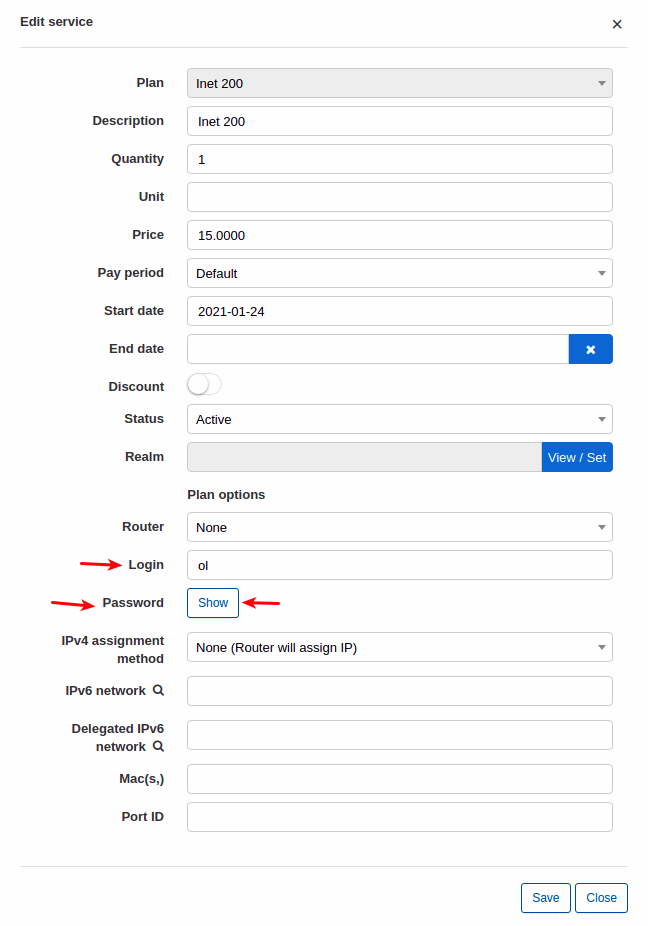 Edit service
×
Plan Inet 200
Description Inet 200
Quantity 1
Unit
Price 15.0000
Pay period Default
Start date 2021-01-24
End date
Discount
Status Active
Realm View / Set
Plan options
Router None
Login ol
Password Show
IPv4 assignment
method None (Router will assign IP)
IPv6 network
Delegated IPv6
network
Mac(s,)
Port ID
Save Close